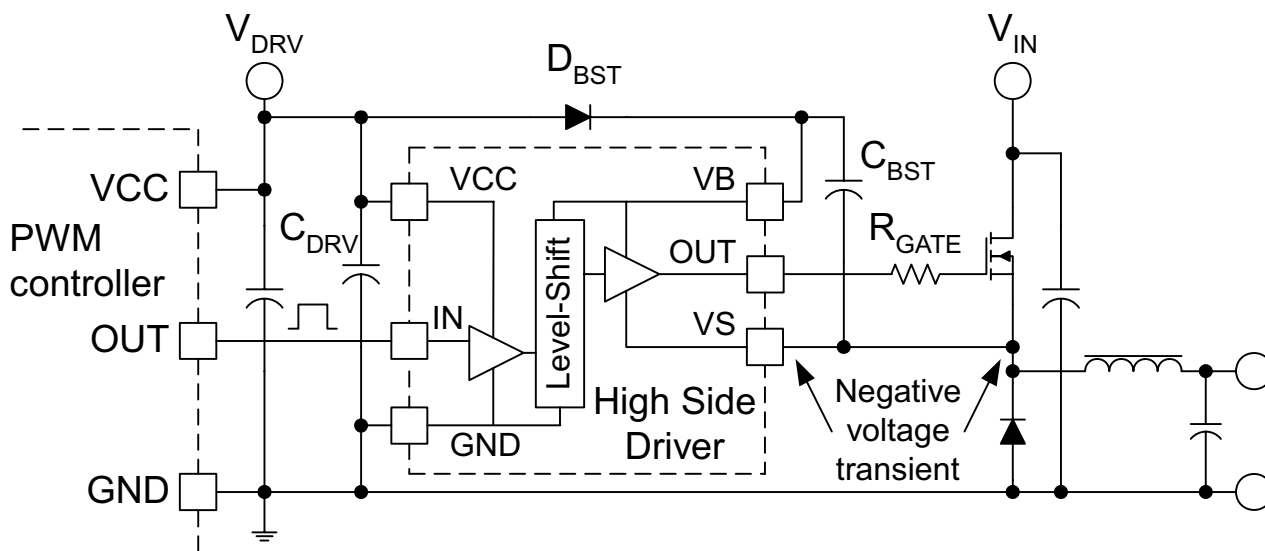 V_DRV
V_IN
D_BST
VCC
VCC
VB
C_BST
PWM
controller
C_DRV
Level-Shift
OUT
R_GATE
OUT
IN
VS
GND
High Side
Driver
Negative
voltage
transient
GND